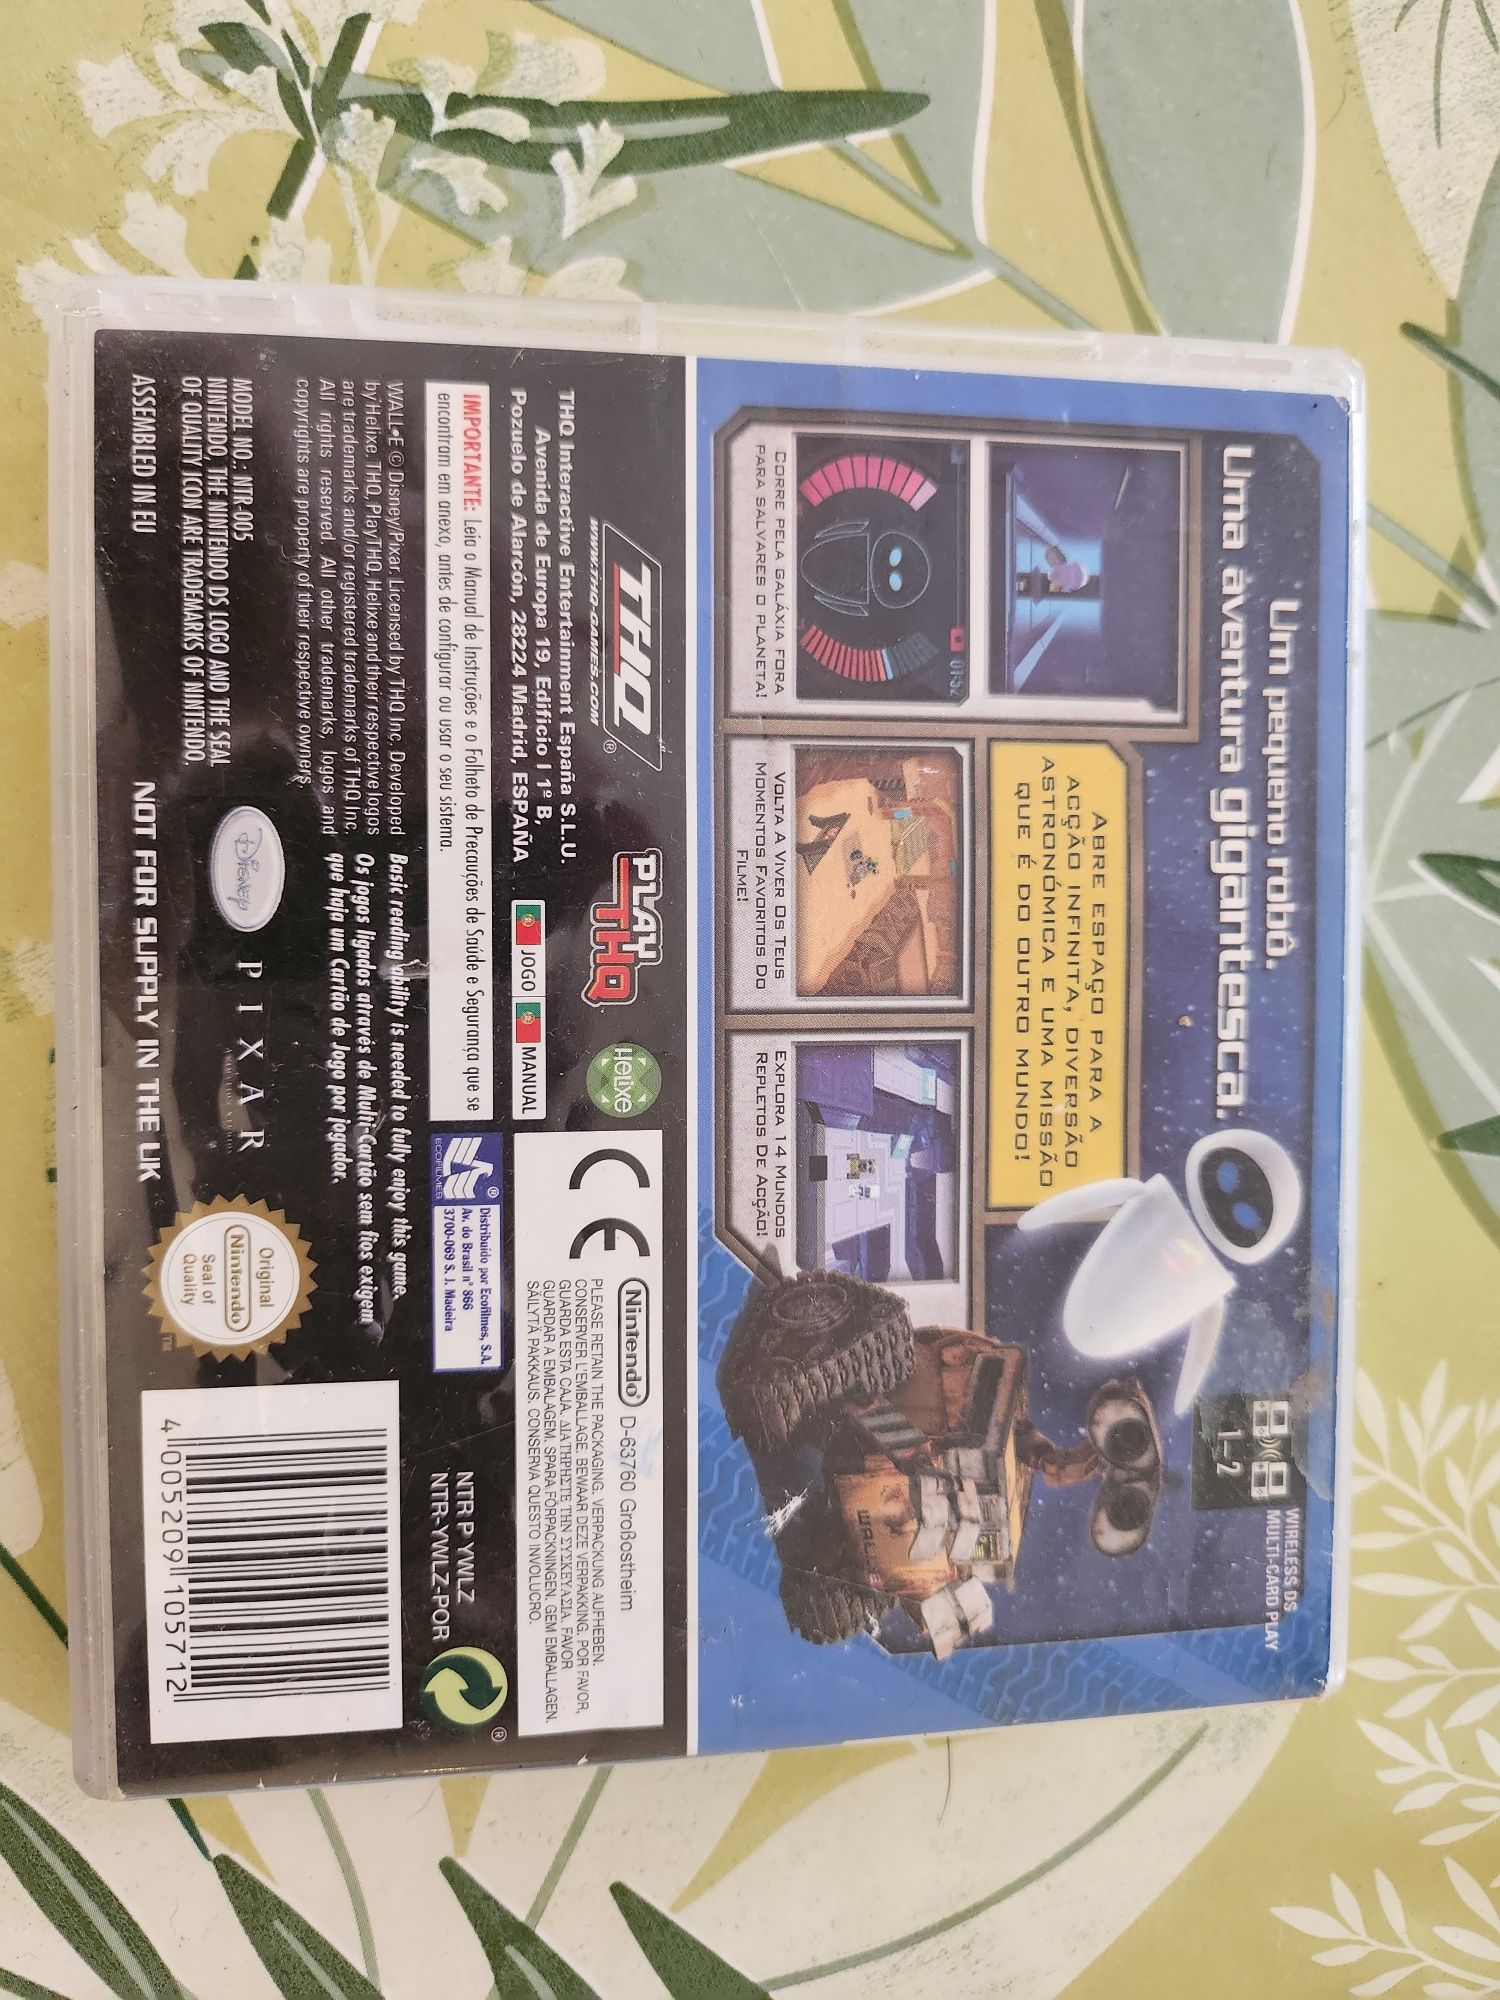 Um pequeno robô.
Uma aventura gigantesca.
WIRELESS DS
MULTI-CARD PLAY
1-2
ABRE ESPAÇO PARA A
ACÇÃO INFINITA, DIVERSÃO
ASTRONÓMICA E UMA MISSÃO
QUE É DO OUTRO MUNDO!
01:52
CORRE PELA GALÁXIA FORA
PARA SALVARES O PLANETA!
VOLTA A VIVER OS TEUS
MOMENTOS FAVORITOS DO
FILME!
EXPLORA 14 MUNDOS
REPLETOS DE ACÇÃO!
WALL
THQ®
WWW.THQ-GAMES.COM
PLAY
THQ
Helixe
THQ Interactive Entertainment España S.L.U.
Avenida de Europa 19, Edificio I 1º B,
Pozuelo de Alarcón, 28224 Madrid, ESPAÑA
JOGO
MANUAL
IMPORTANTE: Leia o Manual de Instruções e o Folheto de Precauções de Saúde e Segurança que se
encontram em anexo, antes de configurar ou usar o seu sistema.
CE
Nintendo® D-63760 Großostheim
PLEASE RETAIN THE PACKAGING. VERPACKUNG AUFHEBEN.
CONSERVER L'EMBALLAGE. BEWAAR DEZE VERPAKKING. POR FAVOR,
GUARDA ESTA CAJA. ΔΙΑΤΗΡΗΣΤΕ ΤΗΝ ΣΥΣΚΕΥΑΣΙΑ. FAVOR
GUARDAR A EMBALAGEM. SPARA FÖRPACKNINGEN. GEM EMBALLAGEN.
SÄILYTÄ PAKKAUS. CONSERVA QUESTO INVOLUCRO.
ECOFILMES ®
Distribuído por Ecofilmes, S.A.
Av. do Brasil nº 866
3700-069 S. J. Madeira
WALL•E © Disney/Pixar. Licensed by THQ Inc. Developed
by Helixe. THQ, Play THQ, Helixe and their respective logos
are trademarks and/or registered trademarks of THQ Inc.
All rights reserved. All other trademarks, logos and
copyrights are property of their respective owners.
Basic reading ability is needed to fully enjoy this game.
Os jogos ligados através de Multi-Cartão sem fios exigem
que haja um Cartão de Jogo por jogador.
MODEL NO.: NTR-005
NINTENDO, THE NINTENDO DS LOGO AND THE SEAL
OF QUALITY ICON ARE TRADEMARKS OF NINTENDO.
ASSEMBLED IN EU
NOT FOR SUPPLY IN THE UK
Disney
PIXAR
Original
Nintendo
Seal of
Quality
TM
NTR P YWLZ
NTR-YWLZ-POR
®
4 005209 105712